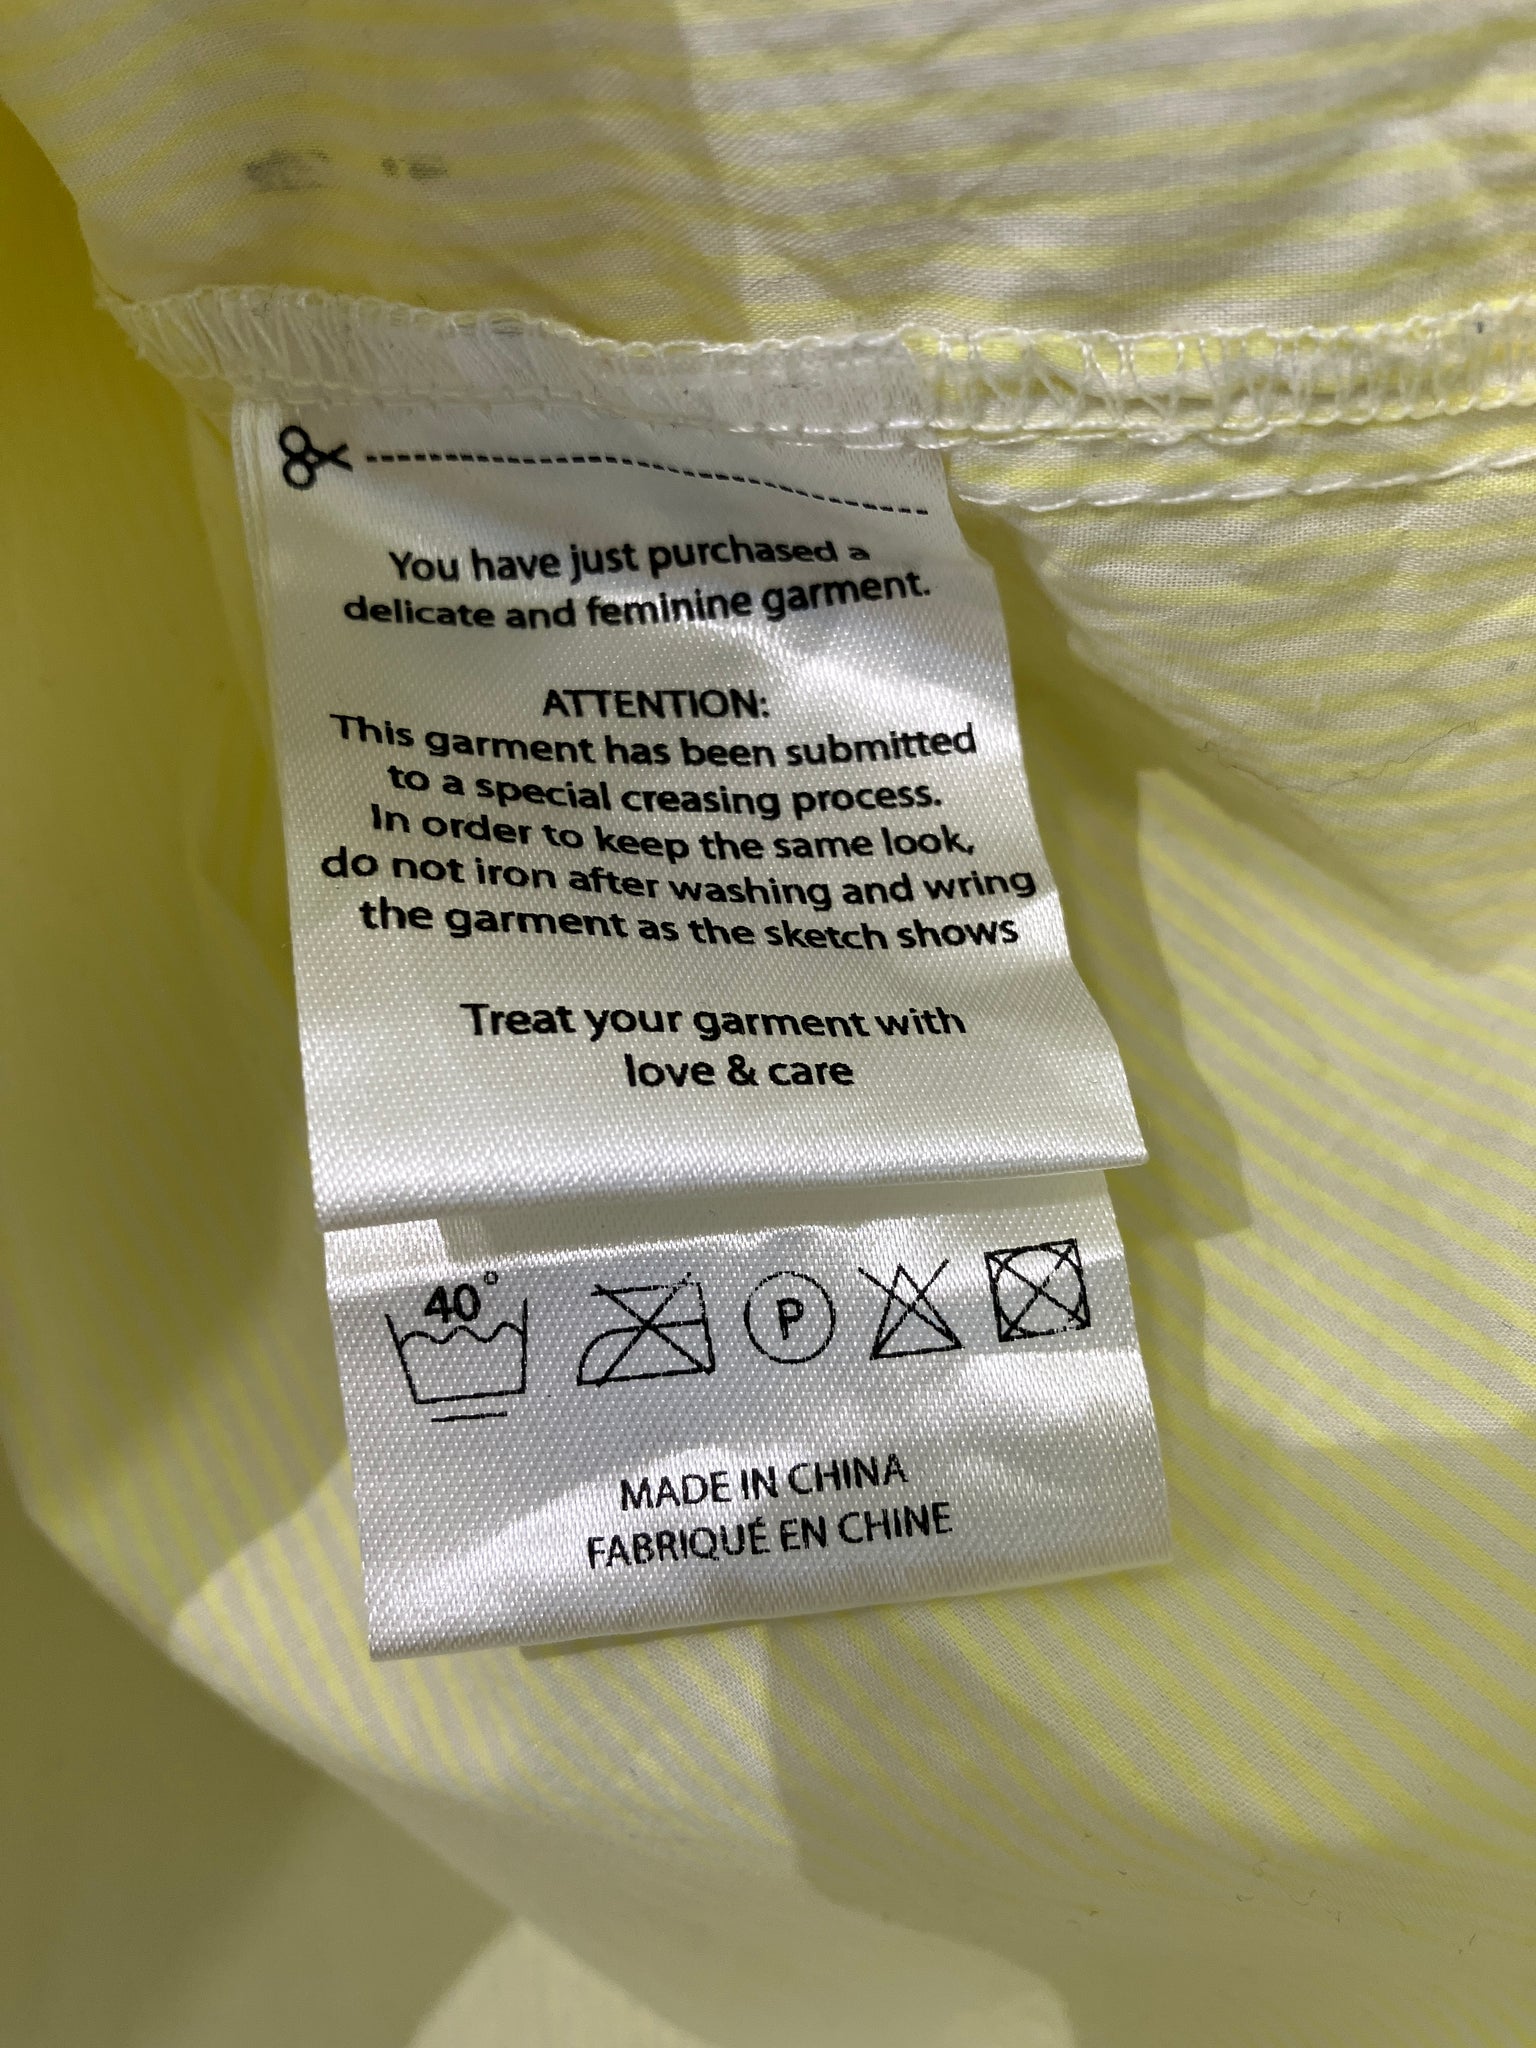 You have just purchased a
delicate and feminine garment.
ATTENTION:
This garment has been submitted
to a special creasing process.
In order to keep the same look,
do not iron after washing and wring
the garment as the sketch shows
Treat your garment with
love & care
40°
P
MADE IN CHINA
FABRIQUÉ EN CHINE